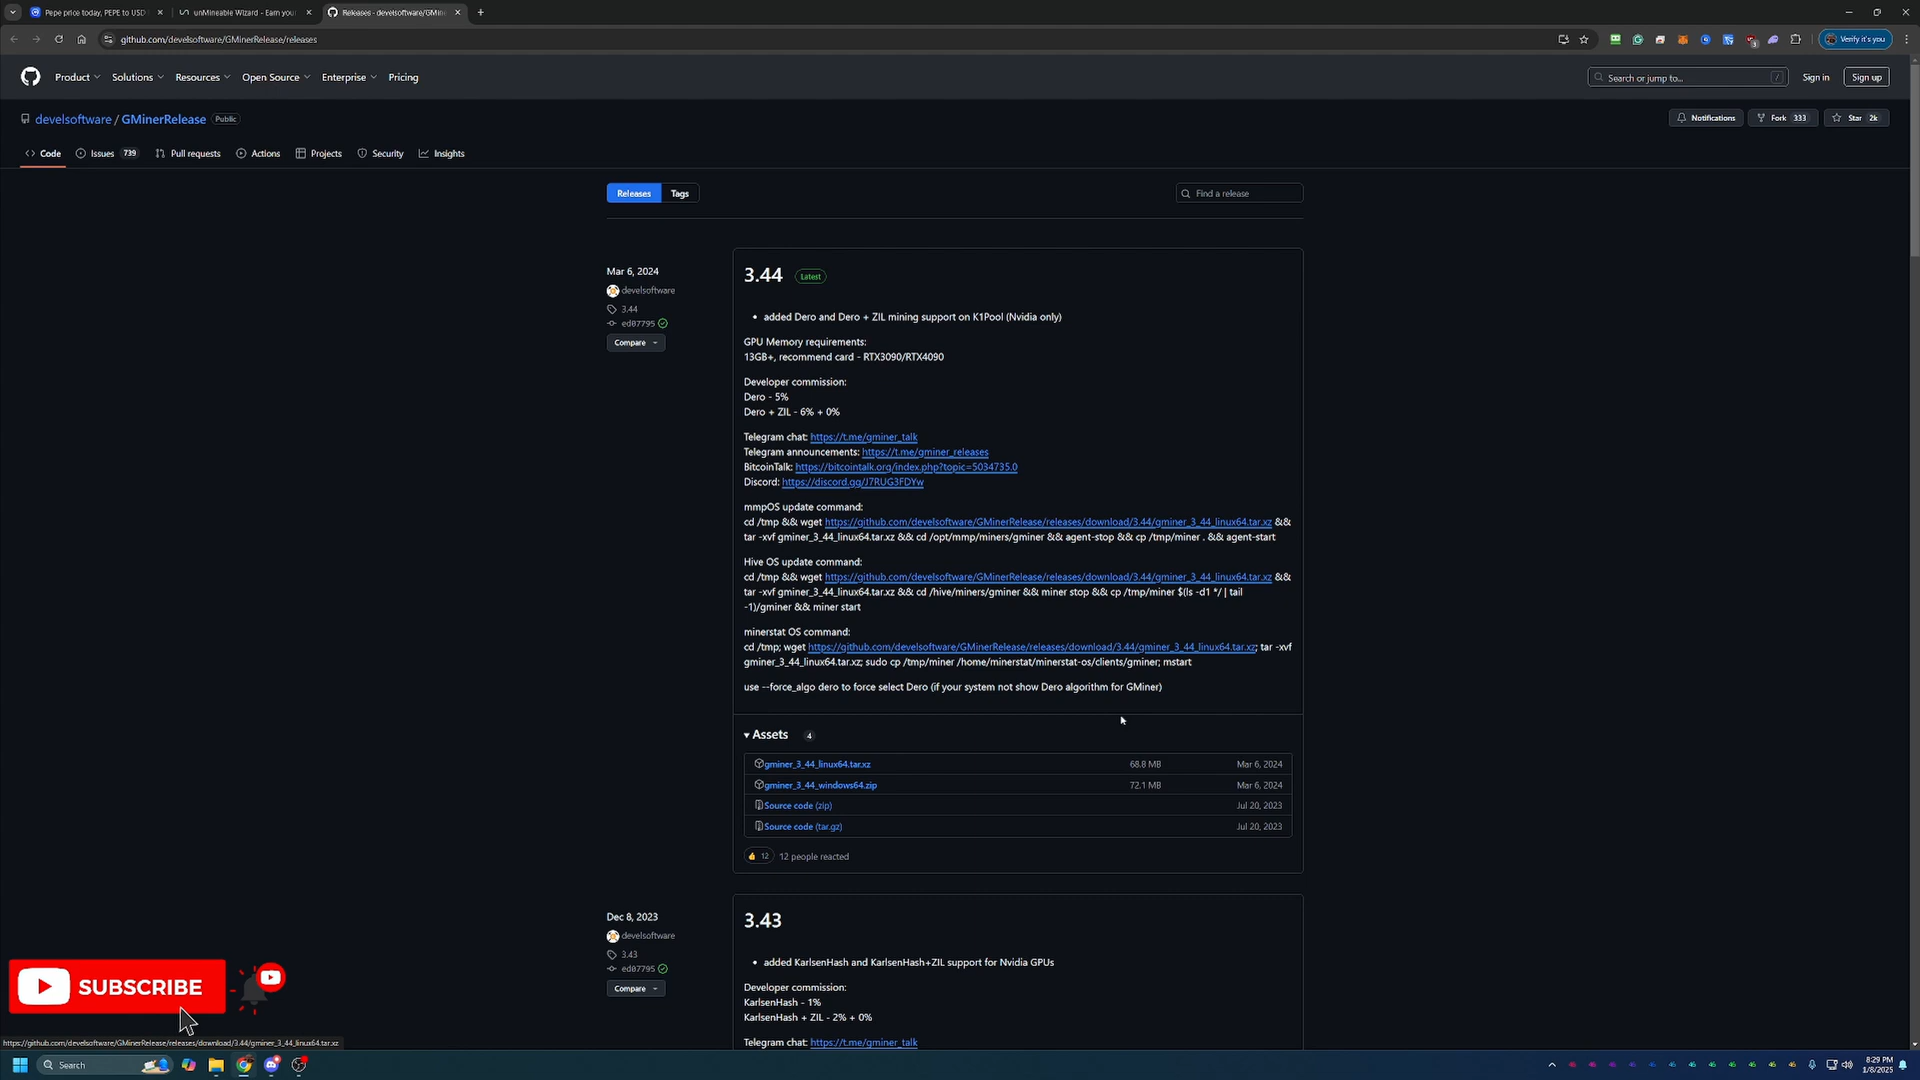 Pepe price today, PEPE to USD
unMineable Wizard - Earn your
Releases · develsoftware/GMin
github.com/develsoftware/GMinerRelease/releases
Verify it's you
Product
Solutions
Resources
Open Source
Enterprise
Pricing
Search or jump to...
/
Sign in
Sign up
develsoftware / GMinerRelease
Public
Notifications
Fork 333
Star 2k
Code
Issues 739
Pull requests
Actions
Projects
Security
Insights
Releases
Tags
Find a release
Mar 6, 2024
develsoftware
3.44
ed07795
Compare
3.44 Latest
• added Dero and Dero + ZIL mining support on K1Pool (Nvidia only)
GPU Memory requirements:
13GB+, recommend card - RTX3090/RTX4090
Developer commission:
Dero - 5%
Dero + ZIL - 6% + 0%
Telegram chat: https://t.me/gminer_talk
Telegram announcements: https://t.me/gminer_releases
BitcoinTalk: https://bitcointalk.org/index.php?topic=5034735.0
Discord: https://discord.gg/J7RUG3FDYw
mmpOS update command:
cd /tmp && wget https://github.com/develsoftware/GMinerRelease/releases/download/3.44/gminer_3_44_linux64.tar.xz &&
tar -xvf gminer_3_44_linux64.tar.xz && cd /opt/mmp/miners/gminer && agent-stop && cp /tmp/miner . && agent-start
Hive OS update command:
cd /tmp && wget https://github.com/develsoftware/GMinerRelease/releases/download/3.44/gminer_3_44_linux64.tar.xz &&
tar -xvf gminer_3_44_linux64.tar.xz && cd /hive/miners/gminer && miner stop && cp /tmp/miner $(ls -d1 */ | tail
-1)/gminer && miner start
minerstat OS command:
cd /tmp; wget https://github.com/develsoftware/GMinerRelease/releases/download/3.44/gminer_3_44_linux64.tar.xz; tar -xvf
gminer_3_44_linux64.tar.xz; sudo cp /tmp/miner /home/minerstat/minerstat-os/clients/gminer; mstart
use --force_algo dero to force select Dero (if your system not show Dero algorithm for GMiner)
Assets 4
gminer_3_44_linux64.tar.xz 68.8 MB Mar 6, 2024
gminer_3_44_windows64.zip 72.1 MB Mar 6, 2024
Source code (zip) Jul 20, 2023
Source code (tar.gz) Jul 20, 2023
12 12 people reacted
Dec 8, 2023
develsoftware
3.43
ed07795
Compare
3.43
• added KarlsenHash and KarlsenHash+ZIL support for Nvidia GPUs
Developer commission:
KarlsenHash - 1%
KarlsenHash + ZIL - 2% + 0%
Telegram chat: https://t.me/gminer_talk
SUBSCRIBE
https://github.com/develsoftware/GMinerRelease/releases/download/3.44/gminer_3_44_linux64.tar.xz
Search
8:29 PM
1/8/2025